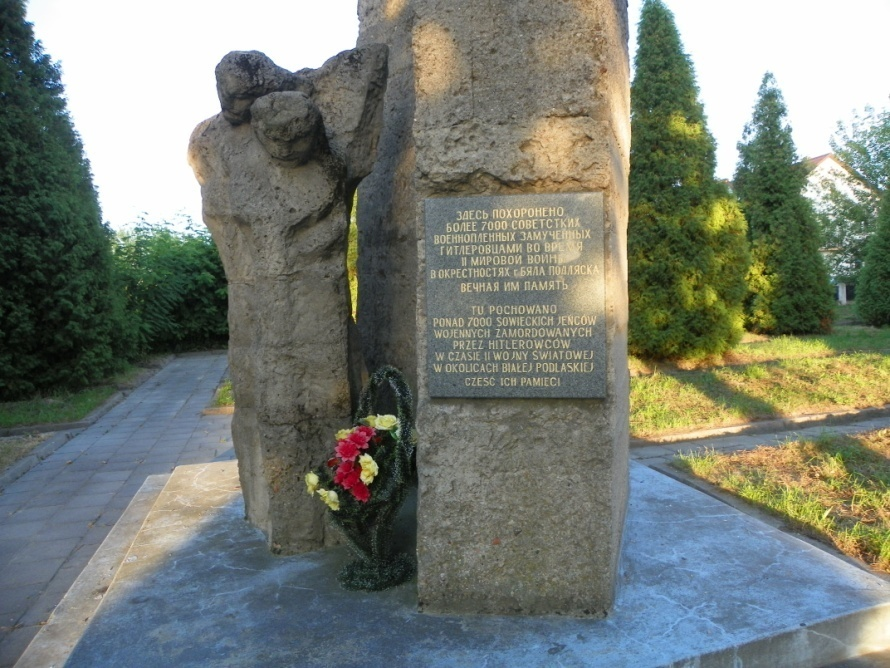 ЗДЕСЬ ПОХОРОНЕНО
БОЛЕЕ 7000 СОВЕТСТКИХ
ВОЕННОПЛЕННЫХ ЗАМУЧЕННЫХ
ГИТЛЕРОВЦАМИ ВО ВРЕМЯ
II МИРОВОЙ ВОЙНЫ
В ОКРЕСТНОСТЯХ г. БЯЛА ПОДЛЯСКА
ВЕЧНАЯ ИМ ПАМЯТЬ
TU POCHOWANO
PONAD 7000 SOWIECKICH JEŃCÓW
WOJENNYCH ZAMORDOWANYCH
PRZEZ HITLEROWCÓW
W CZASIE II WOJNY ŚWIATOWEJ
W OKOLICACH BIAŁEJ PODLASKIEJ
CZEŚĆ ICH PAMIĘCI